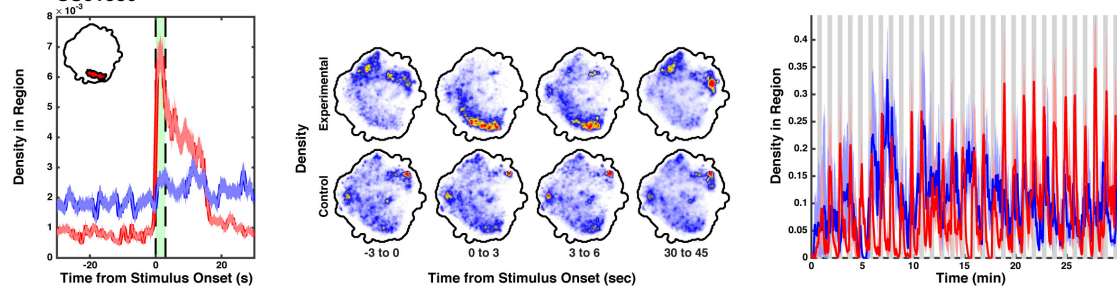 8
× 10⁻³
7
6
5
4
3
2
1
0
Density in Region
-20
0
20
Time from Stimulus Onset (s)
Density
Experimental
Control
-3 to 0
0 to 3
3 to 6
30 to 45
Time from Stimulus Onset (sec)
Density in Region
0.4
0.35
0.3
0.25
0.2
0.15
0.1
0.05
0
0
5
10
15
20
25
Time (min)